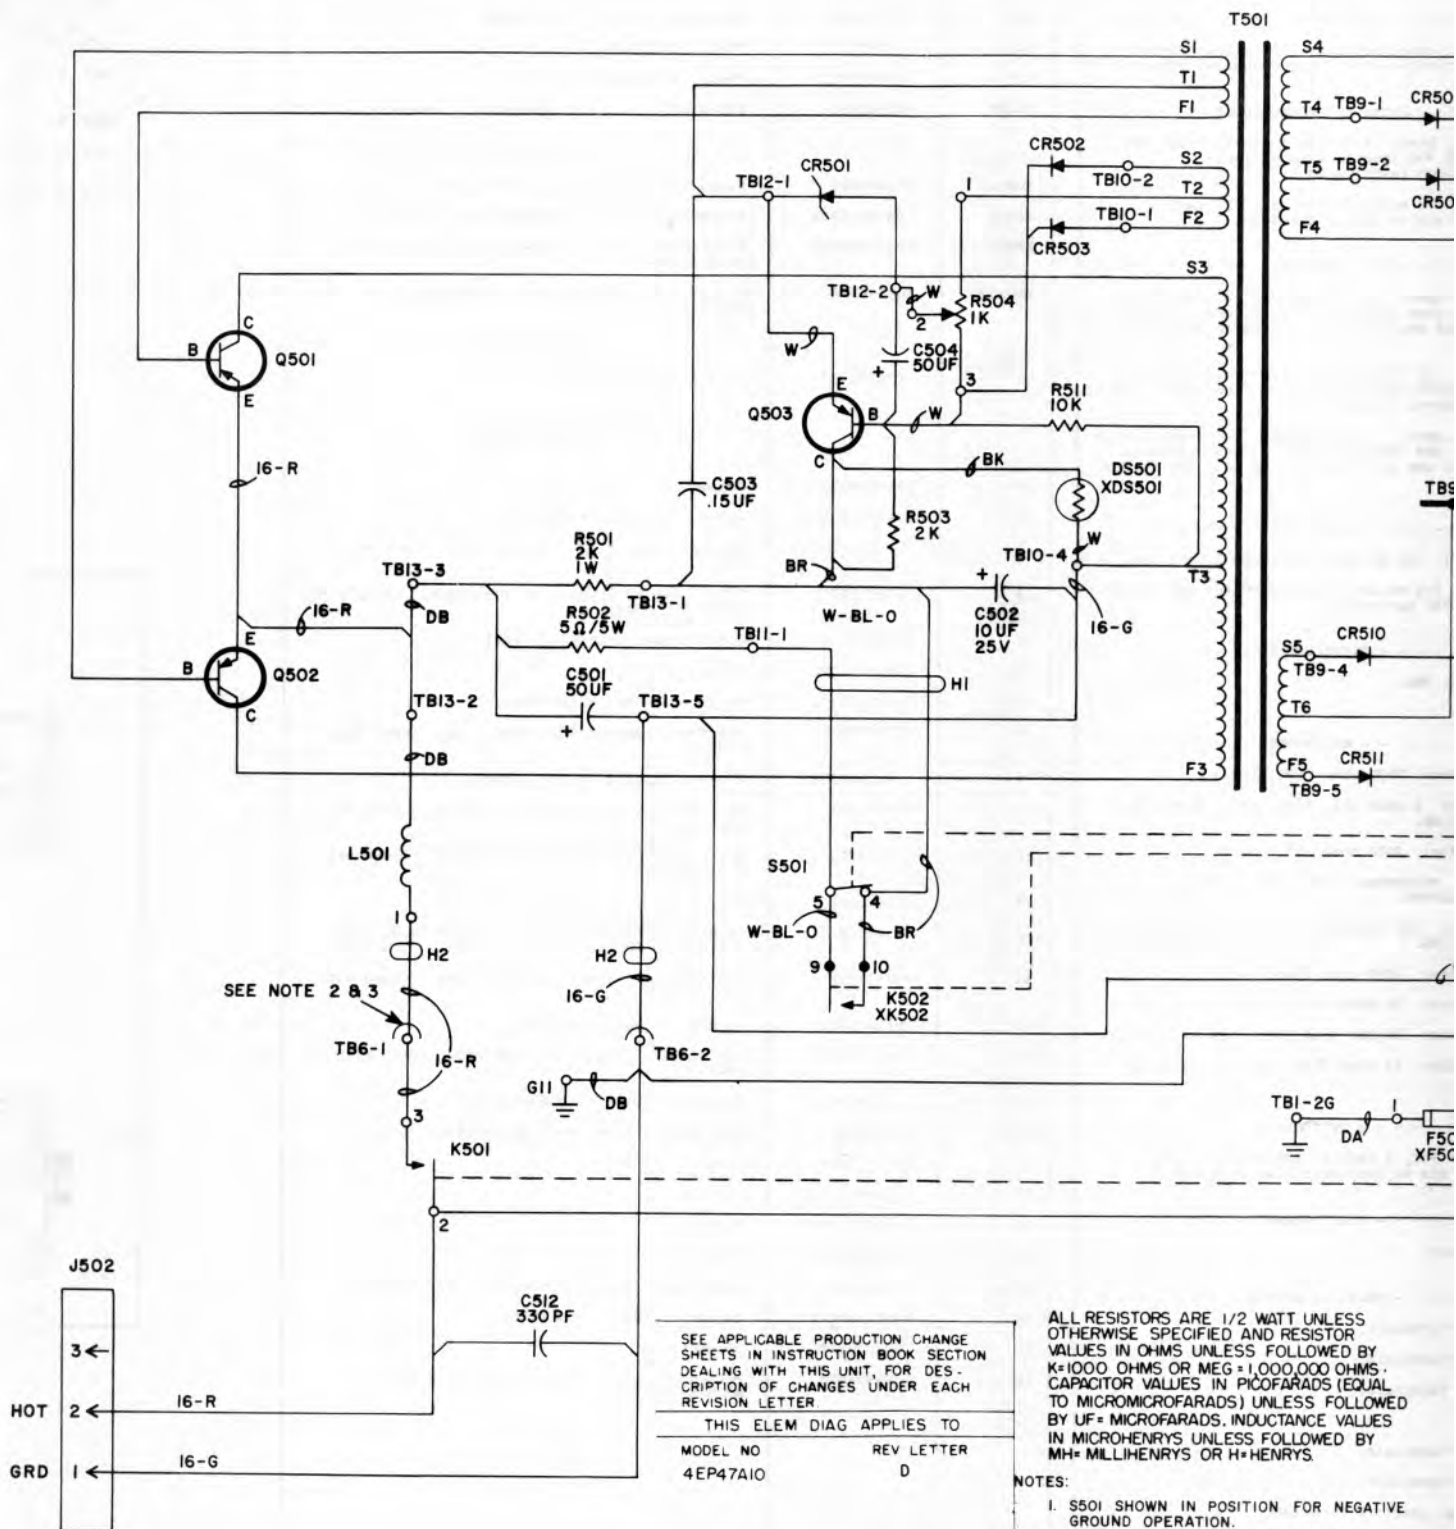 T501
S1
S4
T1
F1
T4 TB9-1
CR50
CR502
S2
T5 TB9-2
CR50
CR501
TB12-1
1
TB10-2
T2
TB10-1
F2
F4
CR503
S3
TB12-2
W
R504
1K
2
C
B
Q501
E
W
C504
50UF
+
3
R511
10K
E
Q503
B
W
C
BK
DS501
XDS501
16-R
C503
.15UF
R503
2K
TB9
R501
2K
1W
TB13-3
BR
TB10-4
W
T3
DB
TB13-1
+
C502
10UF
25V
16-G
16-R
R502
5Ω/5W
TB11-1
W-BL-O
E
B
Q502
C
C501
50UF
+
TB13-5
H1
S5
CR510
TB9-4
TB13-2
T6
DB
F3
F5
CR511
TB9-5
L501
S501
5
4
1
H2
H2
W-BL-O
BR
9
10
SEE NOTE 2 & 3
16-G
K502
XK502
TB6-1
16-R
TB6-2
G11
DB
3
TB1-2G
1
DA
F50
XF50
K501
2
J502
C512
330PF
3
HOT 2
16-R
GRD 1
16-G
SEE APPLICABLE PRODUCTION CHANGE
SHEETS IN INSTRUCTION BOOK SECTION
DEALING WITH THIS UNIT, FOR DES-
CRIPTION OF CHANGES UNDER EACH
REVISION LETTER.
THIS ELEM DIAG APPLIES TO
MODEL NO REV LETTER
4EP47A10 D
ALL RESISTORS ARE 1/2 WATT UNLESS
OTHERWISE SPECIFIED AND RESISTOR
VALUES IN OHMS UNLESS FOLLOWED BY
K=1000 OHMS OR MEG = 1,000,000 OHMS.
CAPACITOR VALUES IN PICOFARADS (EQUAL
TO MICROMICROFARADS) UNLESS FOLLOWED
BY UF= MICROFARADS. INDUCTANCE VALUES
IN MICROHENRYS UNLESS FOLLOWED BY
MH= MILLIHENRYS OR H=HENRYS.
NOTES:
1. S501 SHOWN IN POSITION FOR NEGATIVE
GROUND OPERATION.